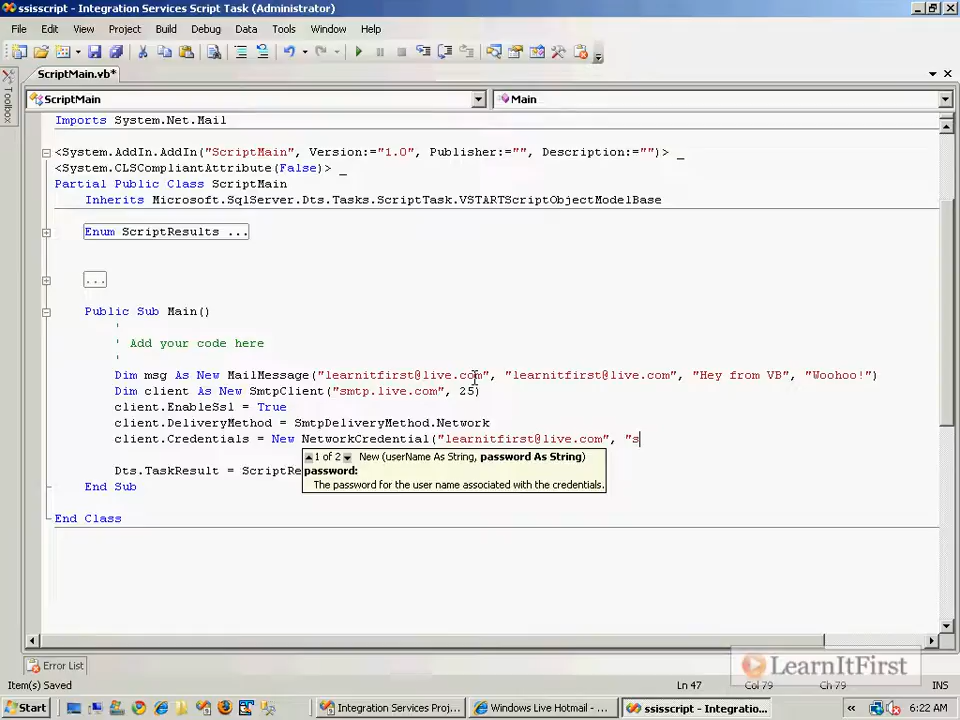 ssisscript - Integration Services Script Task (Administrator)
File Edit View Project Build Debug Data Tools Window Help
ScriptMain.vb*
Toolbox
ScriptMain Main
Imports System.Net.Mail
<System.AddIn.AddIn("ScriptMain", Version:="1.0", Publisher:="", Description:="")> _
<System.CLSCompliantAttribute(False)> _
Partial Public Class ScriptMain
Inherits Microsoft.SqlServer.Dts.Tasks.ScriptTask.VSTARTScriptObjectModelBase
Enum ScriptResults ...
...
Public Sub Main()
'
' Add your code here
'
Dim msg As New MailMessage("learnitfirst@live.com", "learnitfirst@live.com", "Hey from VB", "Woohoo!")
Dim client As New SmtpClient("smtp.live.com", 25)
client.EnableSsl = True
client.DeliveryMethod = SmtpDeliveryMethod.Network
client.Credentials = New NetworkCredential("learnitfirst@live.com", "s
1 of 2 New (userName As String, password As String)
password:
The password for the user name associated with the credentials.
Dts.TaskResult = ScriptRe
End Sub
End Class
Error List
LearnItFirst
Item(s) Saved Ln 47 Col 79 Ch 79 INS
Start Integration Services Proj... Windows Live Hotmail - ... ssisscript - Integratio... « 6:22 AM